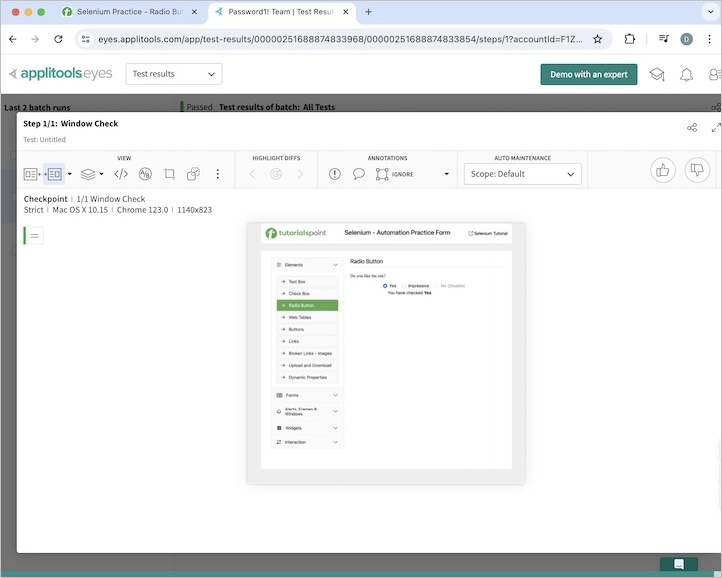 Selenium Practice - Radio Bu
Password1! Team | Test Resul
eyes.applitools.com/app/test-results/00000251688874833968/00000251688874833854/steps/1?accountId=F1Z...
D
applitools eyes
Test results
Demo with an expert
Last 2 batch runs
Passed Test results of batch: All Tests
Step 1/1: Window Check
Test: Untitled
VIEW
HIGHLIGHT DIFFS
ANNOTATIONS
AUTO MAINTENANCE
IGNORE
Scope: Default
Checkpoint | 1/1 Window Check
Strict | Mac OS X 10.15 | Chrome 123.0 | 1140x823
tutorialspoint
Selenium - Automation Practice Form
Selenium Tutorial
Elements
Text Box
Check Box
Radio Button
Web Tables
Buttons
Links
Broken Links - Images
Upload and Download
Dynamic Properties
Forms
Alerts, Frames &
Windows
Widgets
Interaction
Radio Button
Do you like the site?
Yes Impressive No (Disable)
You have checked Yes